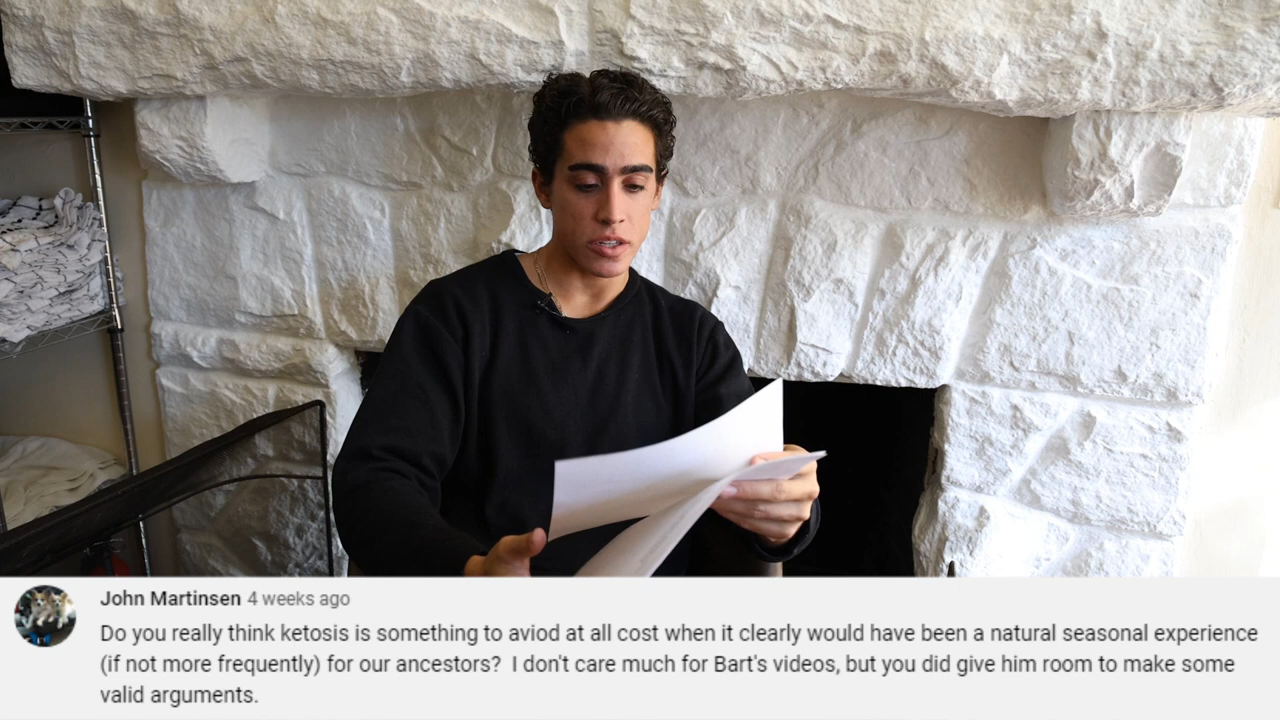 John Martinsen 4 weeks ago
Do you really think ketosis is something to aviod at all cost when it clearly would have been a natural seasonal experience
(if not more frequently) for our ancestors?  I don't care much for Bart's videos, but you did give him room to make some
valid arguments.